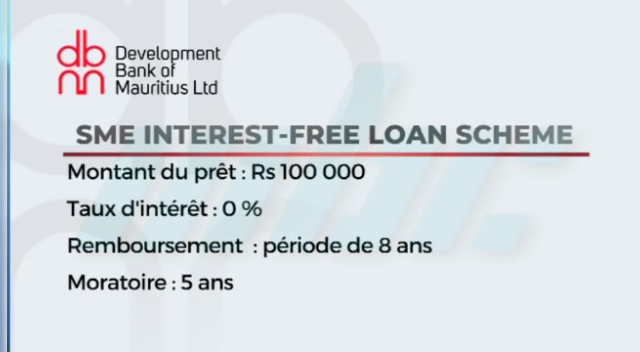 dbm
Development
Bank of
Mauritius Ltd
SME INTEREST-FREE LOAN SCHEME
Montant du prêt : Rs 100 000
Taux d'intérêt : 0 %
Remboursement : période de 8 ans
Moratoire : 5 ans